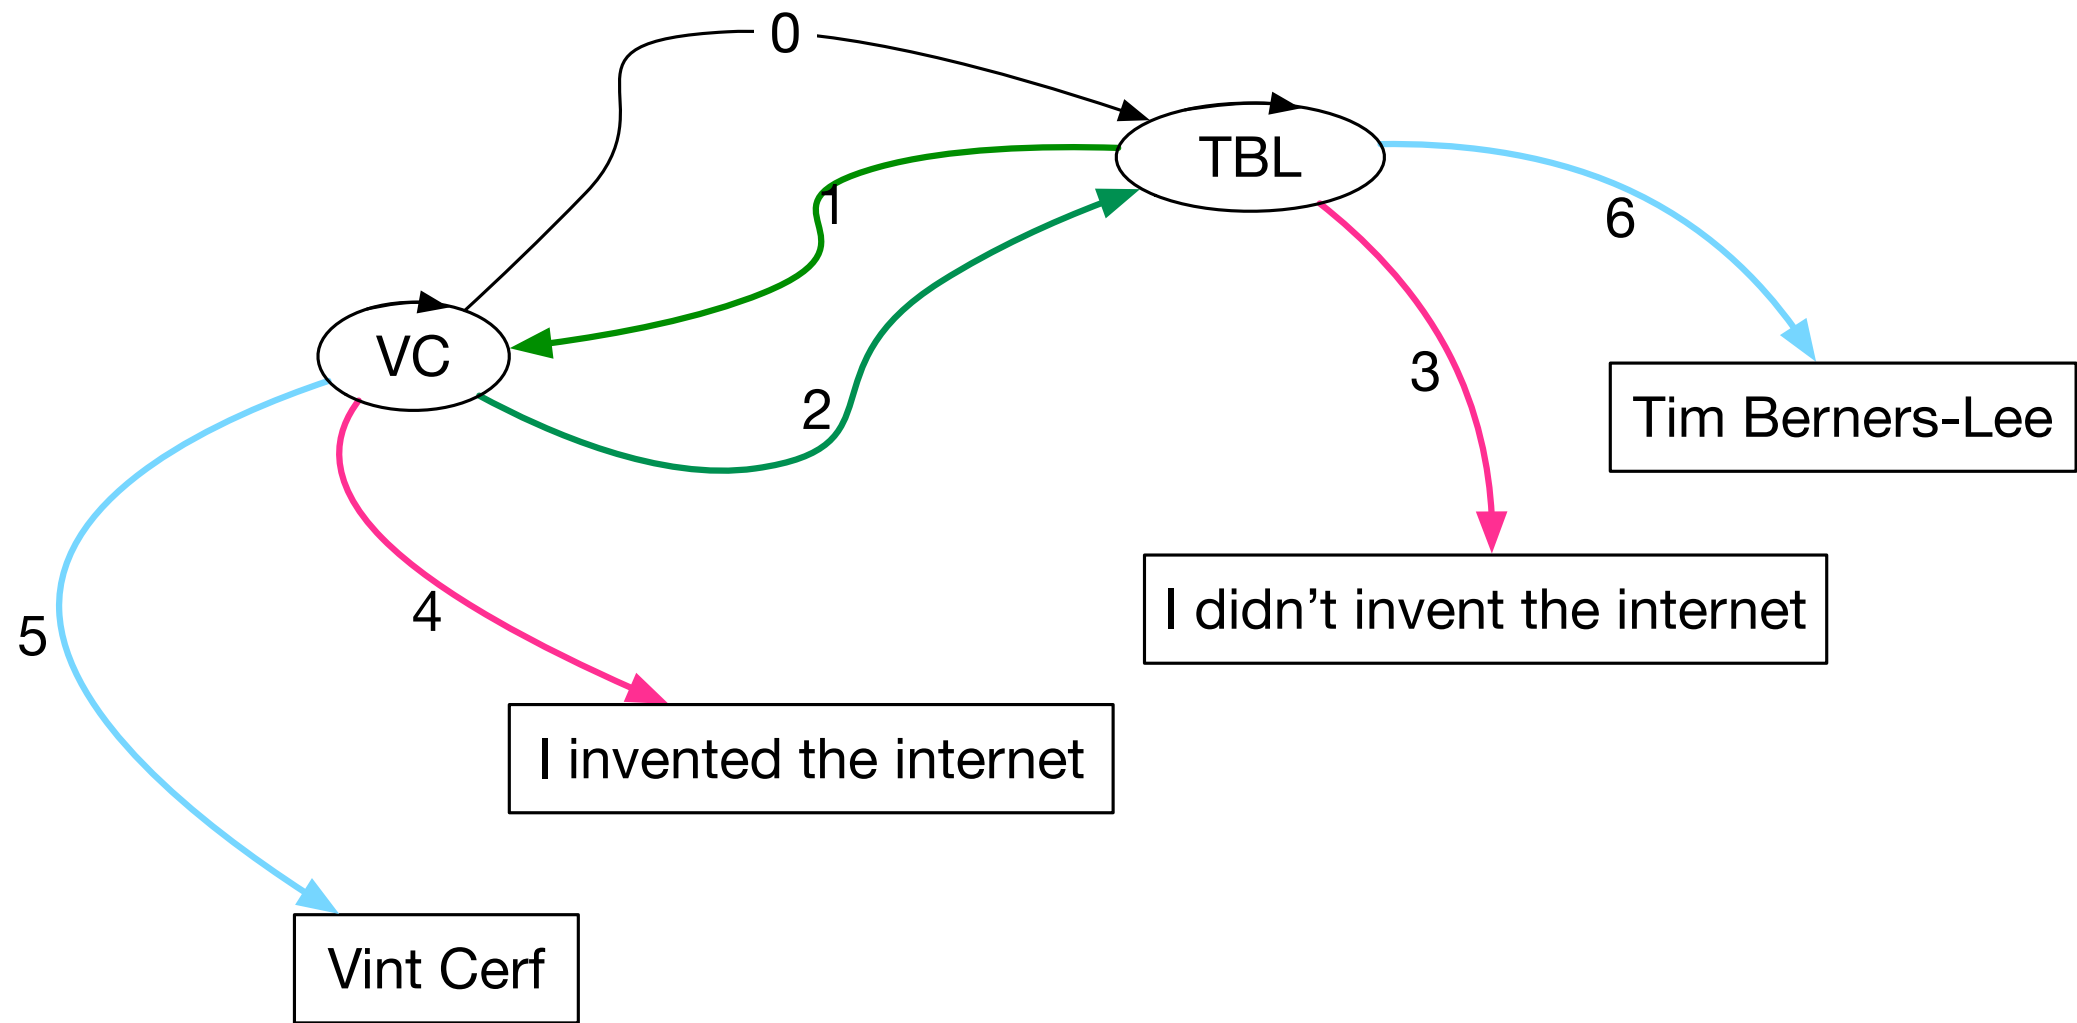 0
TBL
1
6
VC
2
3
Tim Berners-Lee
4
I didn’t invent the internet
5
I invented the internet
Vint Cerf